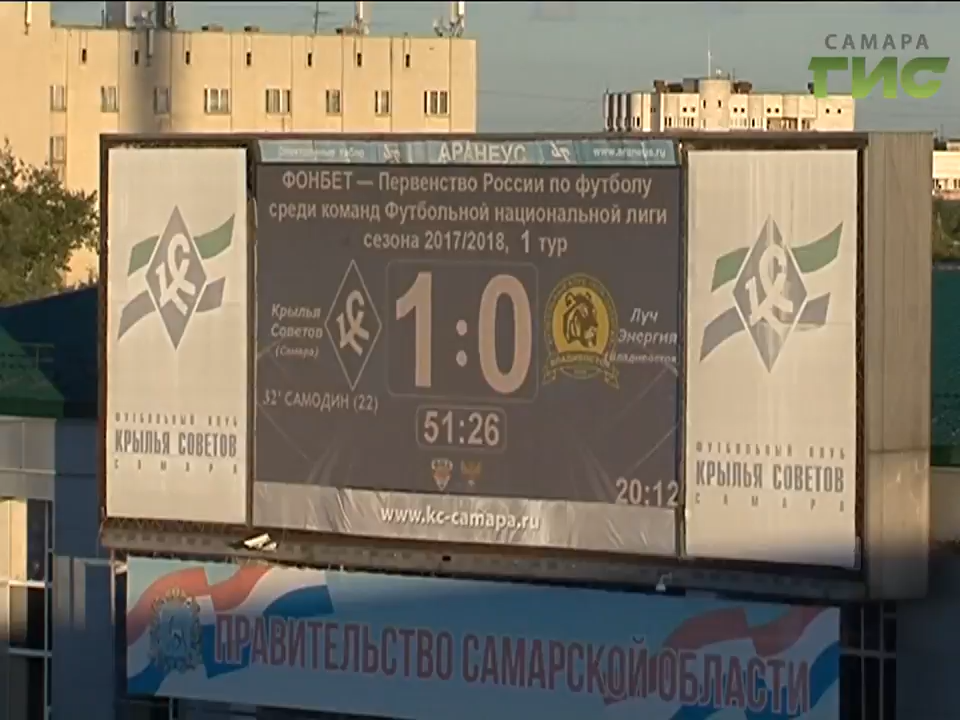 САМАРА
ГИС
Электронные табло
АРАНЕУС
www.araneus.ru
ФОНБЕТ — Первенство России по футболу
среди команд Футбольной национальной лиги
сезона 2017/2018, 1 тур
Крылья
Советов
(Самара)
1:0
Луч
Энергия
Владивосток
32' САМОДИН (22)
51:26
20:12
www.kc-camapa.ru
ФУТБОЛЬНЫЙ КЛУБ
КРЫЛЬЯ СОВЕТОВ
САМАРА
ФУТБОЛЬНЫЙ КЛУБ
КРЫЛЬЯ СОВЕТОВ
САМАРА
ПРАВИТЕЛЬСТВО САМАРСКОЙ ОБЛАСТИ